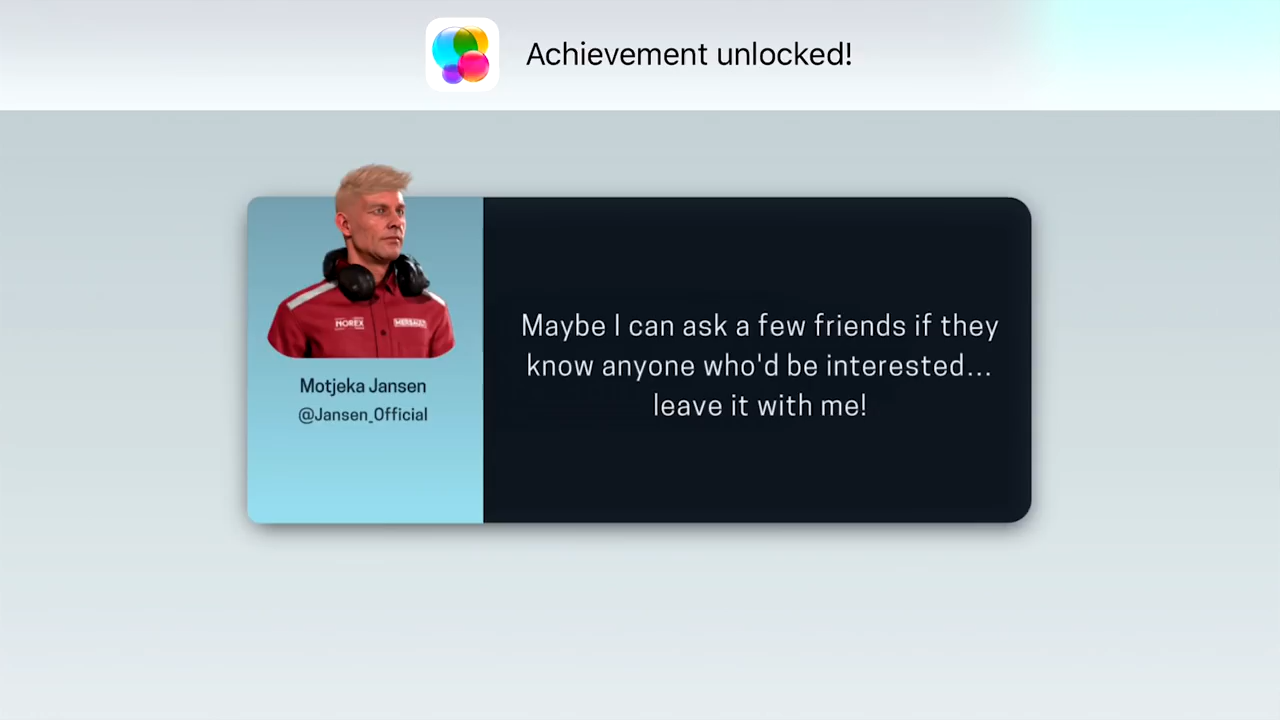 Achievement unlocked!
NOREX
Motjeka Jansen
@Jansen_Official
Maybe I can ask a few friends if they
know anyone who'd be interested...
leave it with me!